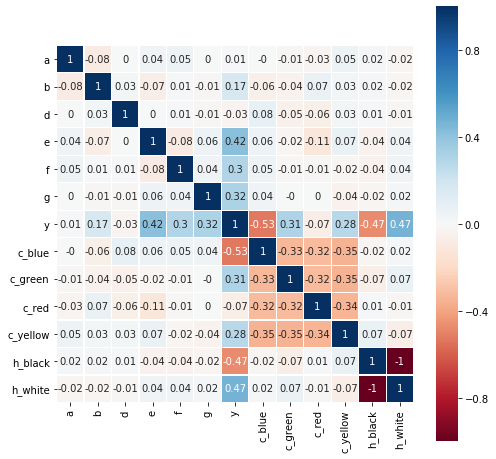 a 1 -0.08 0 0.04 0.05 0 0.01 -0 -0.01 -0.03 0.05 0.02 -0.02
b -0.08 1 0.03 -0.07 0.01 -0.01 0.17 -0.06 -0.04 0.07 0.03 0.02 -0.02
d 0 0.03 1 0 0.01 -0.01 -0.03 0.08 -0.05 -0.06 0.03 0.01 -0.01
e 0.04 -0.07 0 1 -0.08 0.06 0.42 0.06 -0.02 -0.11 0.07 -0.04 0.04
f 0.05 0.01 0.01 -0.08 1 0.04 0.3 0.05 -0.01 -0.01 -0.02 -0.04 0.04
g 0 -0.01 -0.01 0.06 0.04 1 0.32 0.04 -0 0 -0.04 -0.02 0.02
y 0.01 0.17 -0.03 0.42 0.3 0.32 1 -0.53 0.31 -0.07 0.28 -0.47 0.47
c_blue -0 -0.06 0.08 0.06 0.05 0.04 -0.53 1 -0.33 -0.32 -0.35 -0.02 0.02
c_green -0.01 -0.04 -0.05 -0.02 -0.01 -0 0.31 -0.33 1 -0.32 -0.35 -0.07 0.07
c_red -0.03 0.07 -0.06 -0.11 -0.01 0 -0.07 -0.32 -0.32 1 -0.34 0.01 -0.01
c_yellow 0.05 0.03 0.03 0.07 -0.02 -0.04 0.28 -0.35 -0.35 -0.34 1 0.07 -0.07
h_black 0.02 0.02 0.01 -0.04 -0.04 -0.02 -0.47 -0.02 -0.07 0.01 0.07 1 -1
h_white -0.02 -0.02 -0.01 0.04 0.04 0.02 0.47 0.02 0.07 -0.01 -0.07 -1 1
a b d e f g y c_blue c_green c_red c_yellow h_black h_white
0.8
0.4
0.0
−0.4
−0.8